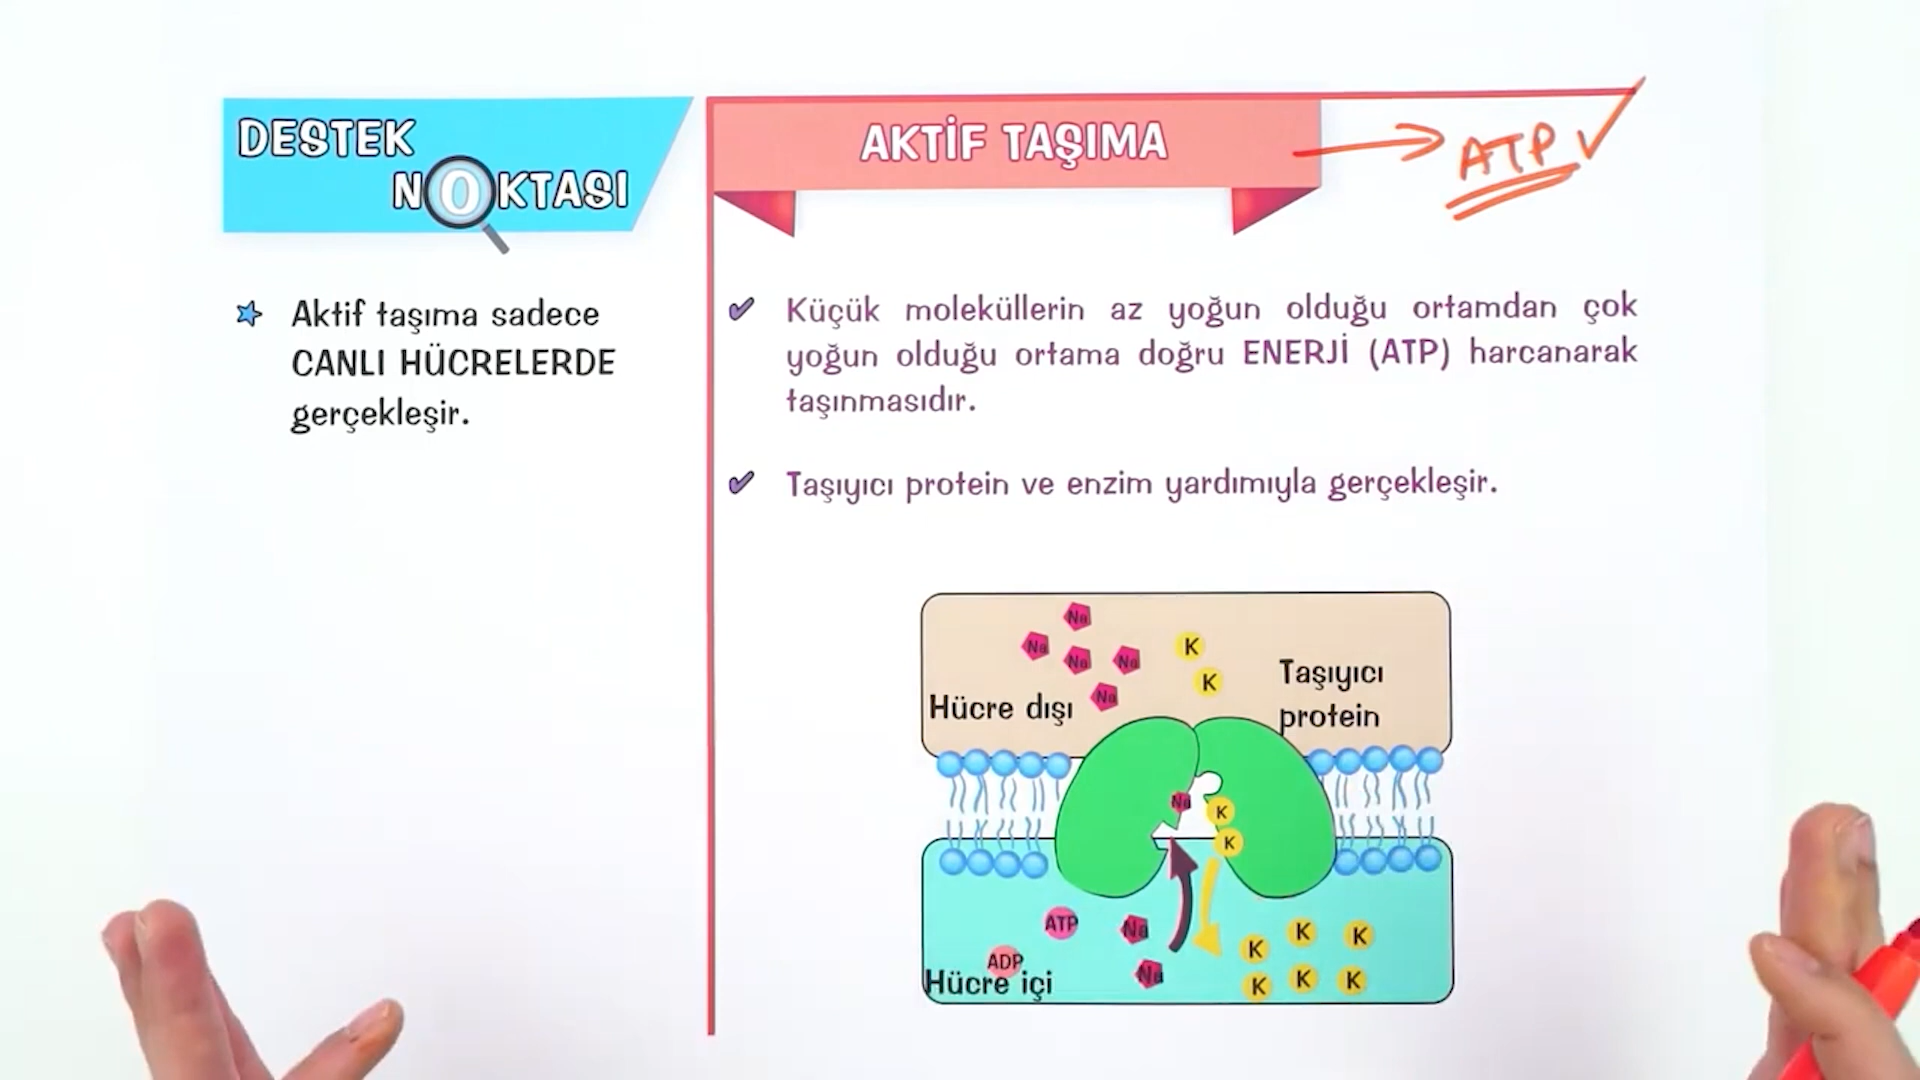 DESTEK
NOKTASI
Aktif taşıma sadece
CANLI HÜCRELERDE
gerçekleşir.
AKTİF TAŞIMA
ATP
Küçük moleküllerin az yoğun olduğu ortamdan çok
yoğun olduğu ortama doğru ENERJİ (ATP) harcanarak
taşınmasıdır.
Taşıyıcı protein ve enzim yardımıyla gerçekleşir.
Na
Na
Na
Na
Na
K
K
Hücre dışı
Taşıyıcı
protein
Na
K
K
ATP
ADP
Hücre içi
Na
Na
K
K
K
K
K
K